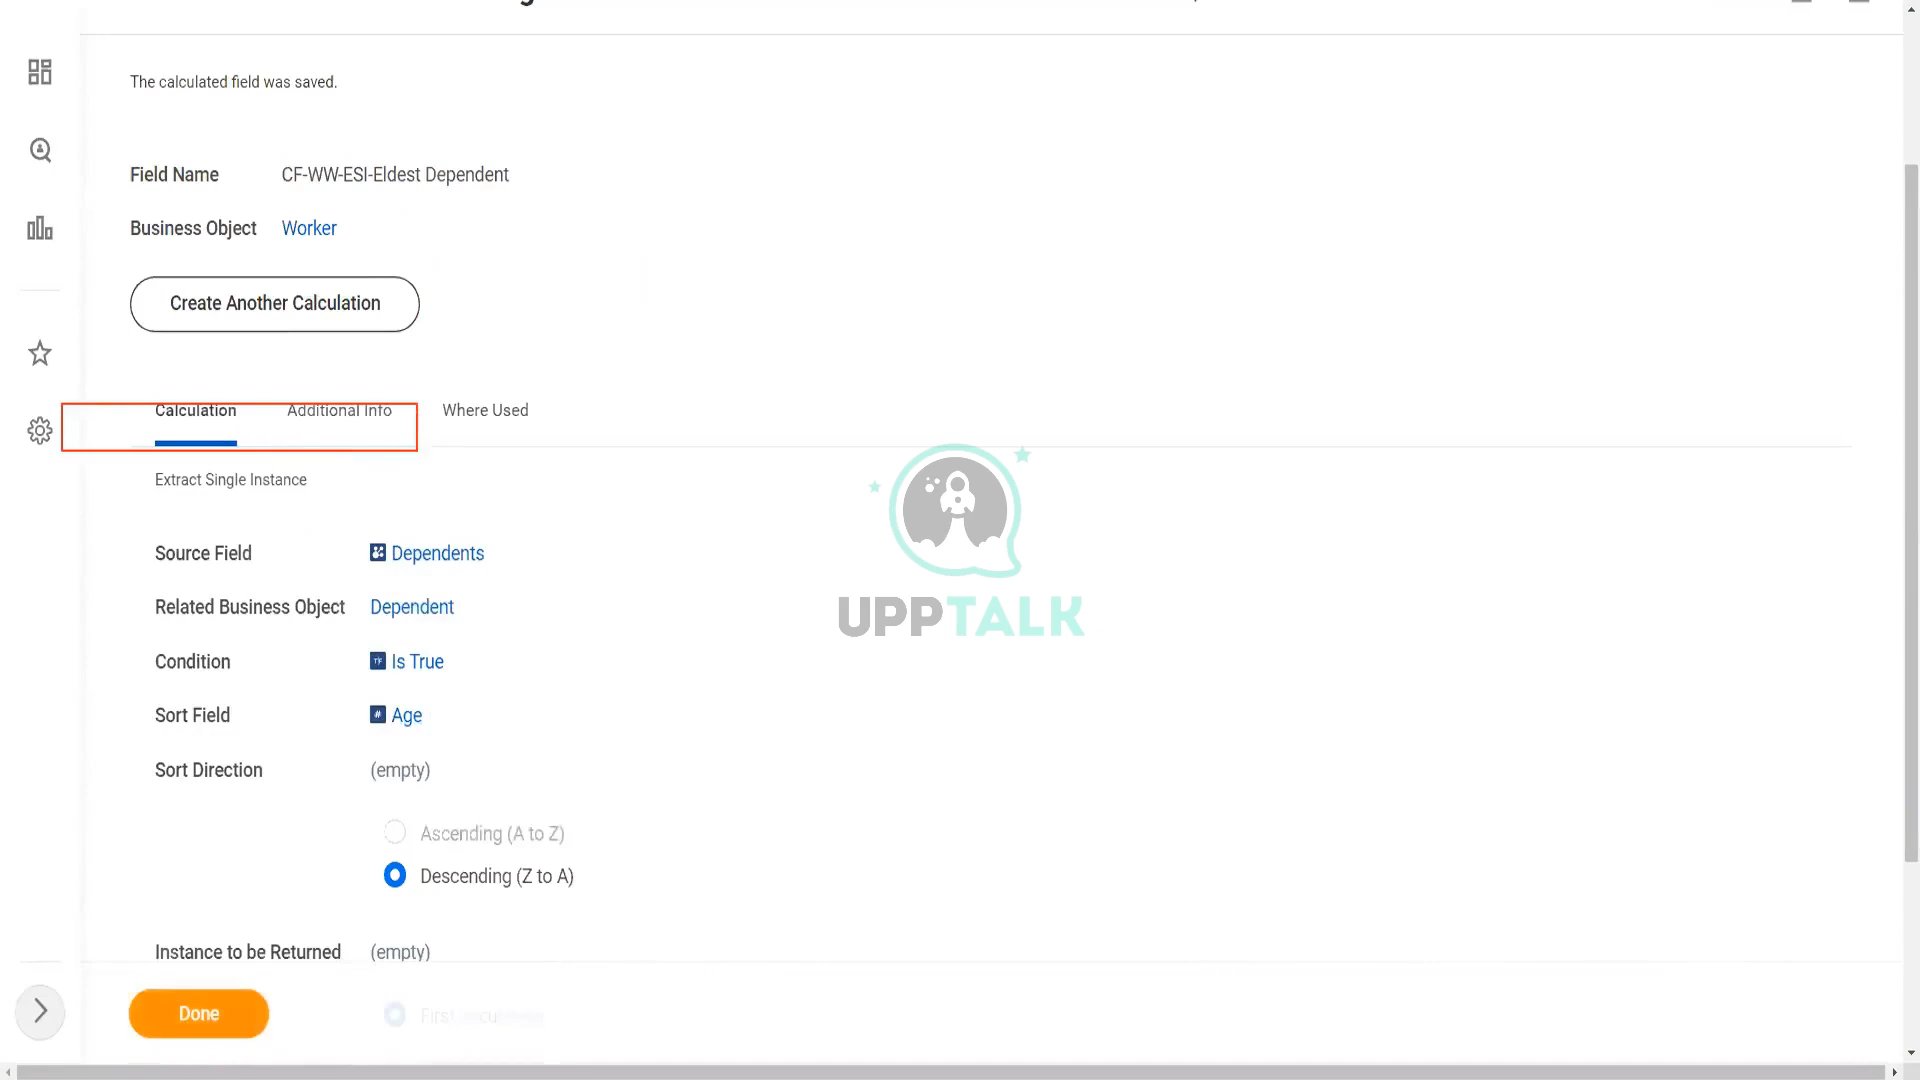 The calculated field was saved.
Field Name CF-WW-ESI-Eldest Dependent
Business Object Worker
Create Another Calculation
Calculation Additional Info Where Used
Extract Single Instance
Source Field Dependents
Related Business Object Dependent
Condition Is True
Sort Field Age
Sort Direction (empty)
Ascending (A to Z)
Descending (Z to A)
Instance to be Returned (empty)
Done First
UPPTALK